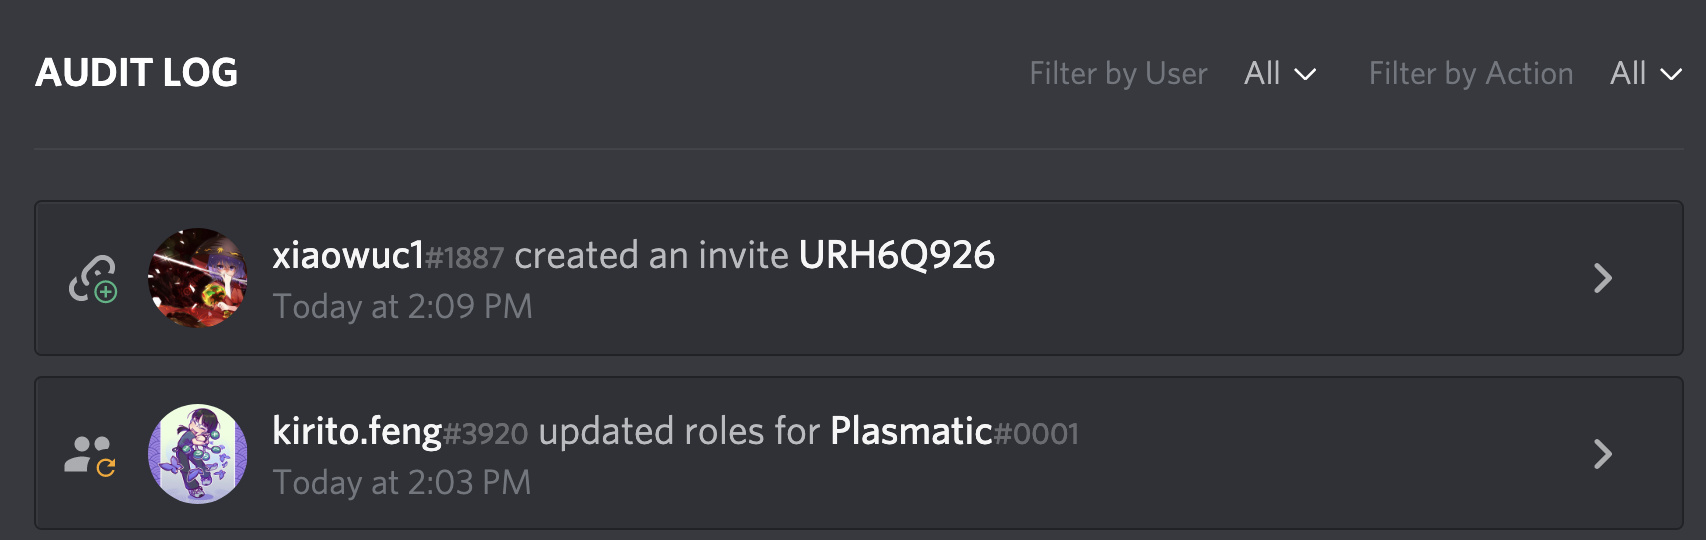 AUDIT LOG
Filter by User All Filter by Action All
xiaowuc1#1887 created an invite URH6Q926
Today at 2:09 PM
kirito.feng#3920 updated roles for Plasmatic#0001
Today at 2:03 PM